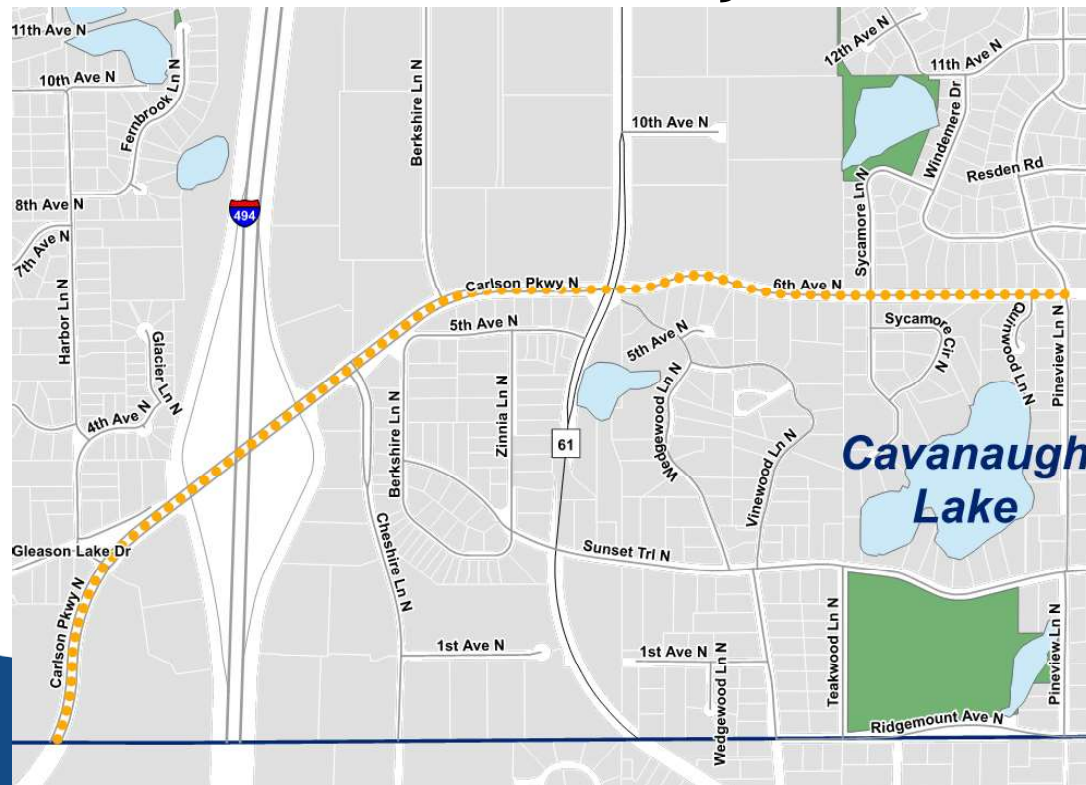 11th Ave N
10th Ave N
Fernbrook Ln N
8th Ave N
7th Ave N
Harbor Ln N
Glacier Ln N
4th Ave N
Gleason Lake Dr
Carlson Pkwy N
494
Berkshire Ln N
Carlson Pkwy N
5th Ave N
Berkshire Ln N
Zinnia Ln N
Cheshire Ln N
1st Ave N
61
10th Ave N
6th Ave N
5th Ave N
Wedgewood Ln N
Vinewood Ln N
Sunset Trl N
1st Ave N
Wedgewood Ln N
12th Ave N
11th Ave N
Windemere Dr
Resden Rd
Sycamore Ln N
Sycamore Cir N
Quinwood Ln N
Pineview Ln N
Cavanaugh
Lake
Teakwood Ln N
Pineview Ln N
Ridgemount Ave N